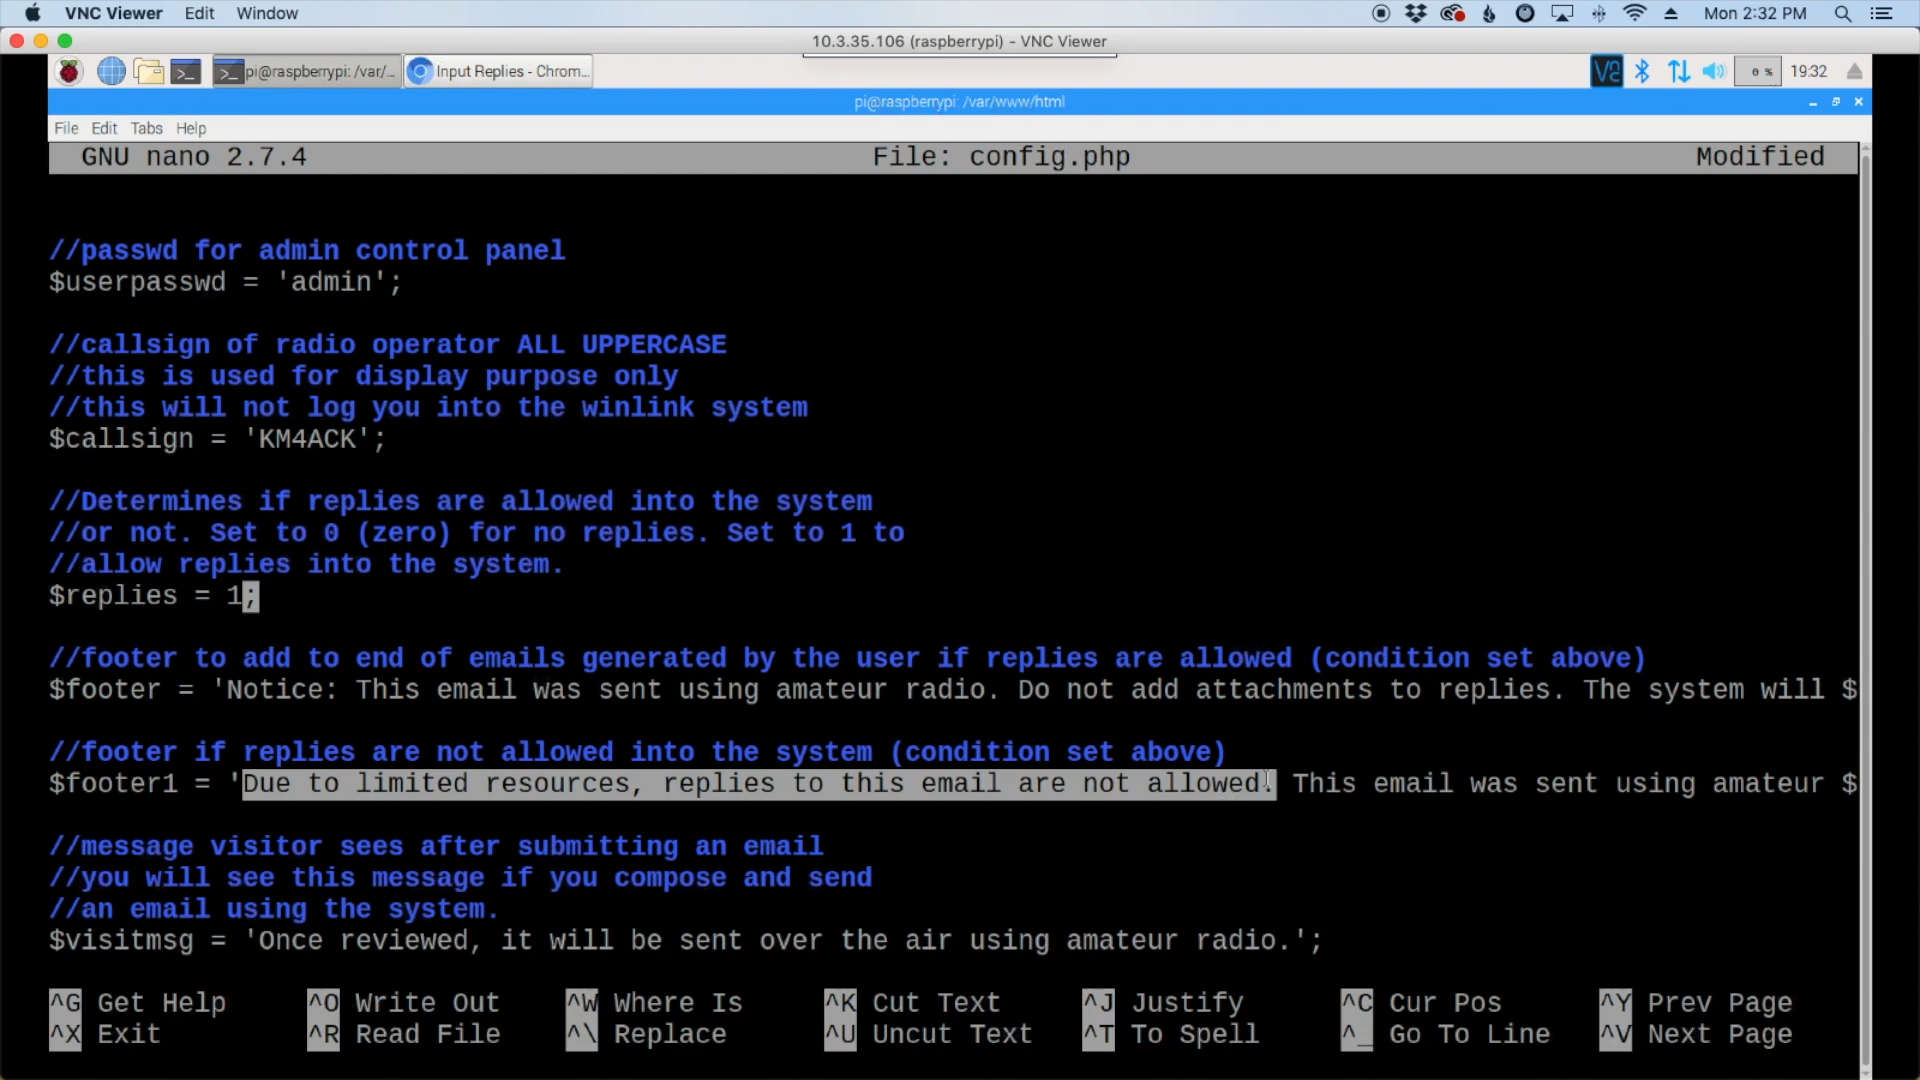 VNC Viewer Edit Window Mon 2:32 PM
10.3.35.106 (raspberrypi) - VNC Viewer
pi@raspberrypi: /var/... Input Replies - Chrom... V2 0 % 19:32
pi@raspberrypi: /var/www/html
File Edit Tabs Help
GNU nano 2.7.4 File: config.php Modified
//passwd for admin control panel
$userpasswd = 'admin';
//callsign of radio operator ALL UPPERCASE
//this is used for display purpose only
//this will not log you into the winlink system
$callsign = 'KM4ACK';
//Determines if replies are allowed into the system
//or not. Set to 0 (zero) for no replies. Set to 1 to
//allow replies into the system.
$replies = 1;
//footer to add to end of emails generated by the user if replies are allowed (condition set above)
$footer = 'Notice: This email was sent using amateur radio. Do not add attachments to replies. The system will $
//footer if replies are not allowed into the system (condition set above)
$footer1 = 'Due to limited resources, replies to this email are not allowed. This email was sent using amateur $
//message visitor sees after submitting an email
//you will see this message if you compose and send
//an email using the system.
$visitmsg = 'Once reviewed, it will be sent over the air using amateur radio.';
^G Get Help ^O Write Out ^W Where Is ^K Cut Text ^J Justify ^C Cur Pos ^Y Prev Page
^X Exit ^R Read File ^\ Replace ^U Uncut Text ^T To Spell ^_ Go To Line ^V Next Page